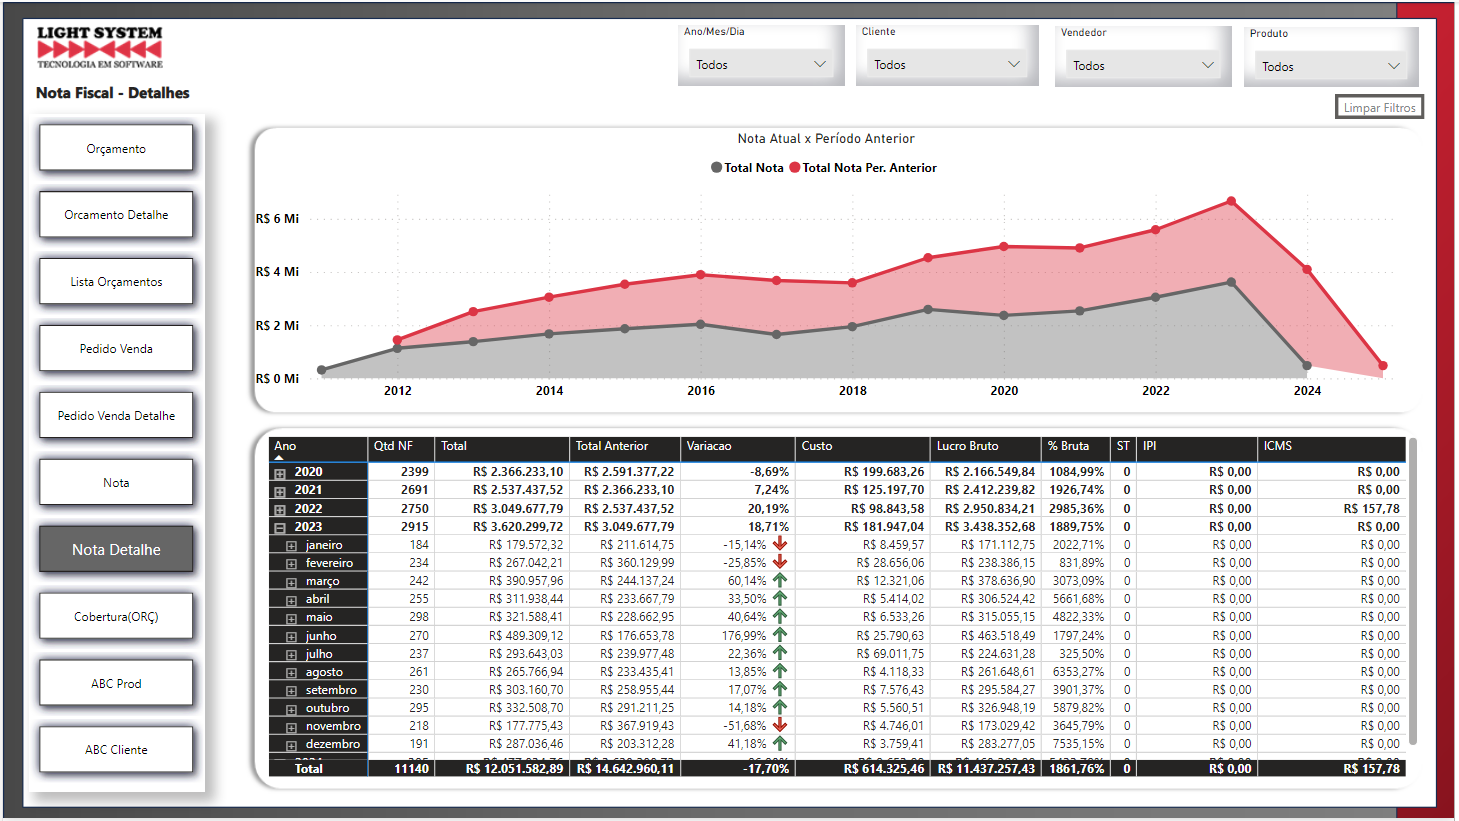 LIGHT SYSTEM
TECNOLOGIA EM SOFTWARE
Nota Fiscal - Detalhes
Ano/Mes/Dia
Todos
Cliente
Todos
Vendedor
Todos
Produto
Todos
Limpar Filtros
Orçamento
Orcamento Detalhe
Lista Orçamentos
Pedido Venda
Pedido Venda Detalhe
Nota
Nota Detalhe
Cobertura(ORÇ)
ABC Prod
ABC Cliente
Nota Atual x Período Anterior
Total Nota Total Nota Per. Anterior
R$ 6 Mi
R$ 4 Mi
R$ 2 Mi
R$ 0 Mi
2012 2014 2016 2018 2020 2022 2024
Ano Qtd NF Total Total Anterior Variacao Custo Lucro Bruto % Bruta ST IPI ICMS
2020 2399 R$ 2.366.233,10 R$ 2.591.377,22 -8,69% R$ 199.683,26 R$ 2.166.549,84 1084,99% 0 R$ 0,00 R$ 0,00
2021 2691 R$ 2.537.437,52 R$ 2.366.233,10 7,24% R$ 125.197,70 R$ 2.412.239,82 1926,74% 0 R$ 0,00 R$ 0,00
2022 2750 R$ 3.049.677,79 R$ 2.537.437,52 20,19% R$ 98.843,58 R$ 2.950.834,21 2985,36% 0 R$ 0,00 R$ 157,78
2023 2915 R$ 3.620.299,72 R$ 3.049.677,79 18,71% R$ 181.947,04 R$ 3.438.352,68 1889,75% 0 R$ 0,00 R$ 0,00
janeiro 184 R$ 179.572,32 R$ 211.614,75 -15,14% R$ 8.459,57 R$ 171.112,75 2022,71% 0 R$ 0,00 R$ 0,00
fevereiro 234 R$ 267.042,21 R$ 360.129,99 -25,85% R$ 28.656,06 R$ 238.386,15 831,89% 0 R$ 0,00 R$ 0,00
março 242 R$ 390.957,96 R$ 244.137,24 60,14% R$ 12.321,06 R$ 378.636,90 3073,09% 0 R$ 0,00 R$ 0,00
abril 255 R$ 311.938,44 R$ 233.667,79 33,50% R$ 5.414,02 R$ 306.524,42 5661,68% 0 R$ 0,00 R$ 0,00
maio 298 R$ 321.588,41 R$ 228.662,95 40,64% R$ 6.533,26 R$ 315.055,15 4822,33% 0 R$ 0,00 R$ 0,00
junho 270 R$ 489.309,12 R$ 176.653,78 176,99% R$ 25.790,63 R$ 463.518,49 1797,24% 0 R$ 0,00 R$ 0,00
julho 237 R$ 293.643,03 R$ 239.977,48 22,36% R$ 69.011,75 R$ 224.631,28 325,50% 0 R$ 0,00 R$ 0,00
agosto 261 R$ 265.766,94 R$ 233.435,41 13,85% R$ 4.118,33 R$ 261.648,61 6353,27% 0 R$ 0,00 R$ 0,00
setembro 230 R$ 303.160,70 R$ 258.955,44 17,07% R$ 7.576,43 R$ 295.584,27 3901,37% 0 R$ 0,00 R$ 0,00
outubro 295 R$ 332.508,70 R$ 291.211,25 14,18% R$ 5.560,51 R$ 326.948,19 5879,82% 0 R$ 0,00 R$ 0,00
novembro 218 R$ 177.775,43 R$ 367.919,43 -51,68% R$ 4.746,01 R$ 173.029,42 3645,79% 0 R$ 0,00 R$ 0,00
dezembro 191 R$ 287.036,46 R$ 203.312,28 41,18% R$ 3.759,41 R$ 283.277,05 7535,15% 0 R$ 0,00 R$ 0,00
Total 11140 R$ 12.051.582,89 R$ 14.642.960,11 -17,70% R$ 614.325,46 R$ 11.437.257,43 1861,76% 0 R$ 0,00 R$ 157,78